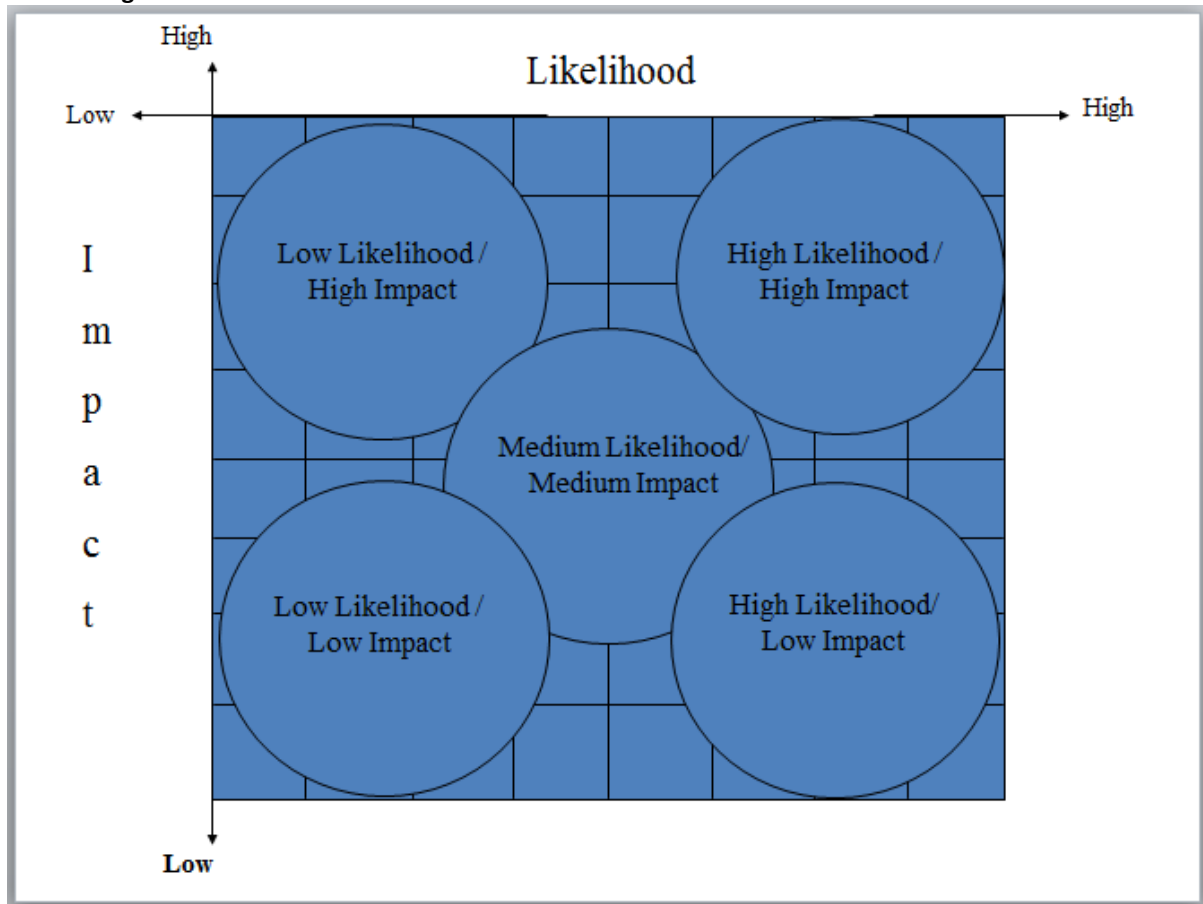 High
Likelihood
Low
High
Low Likelihood /
High Impact
High Likelihood /
High Impact
I
m
p
a
c
t
Medium Likelihood/
Medium Impact
Low Likelihood /
Low Impact
High Likelihood/
Low Impact
Low